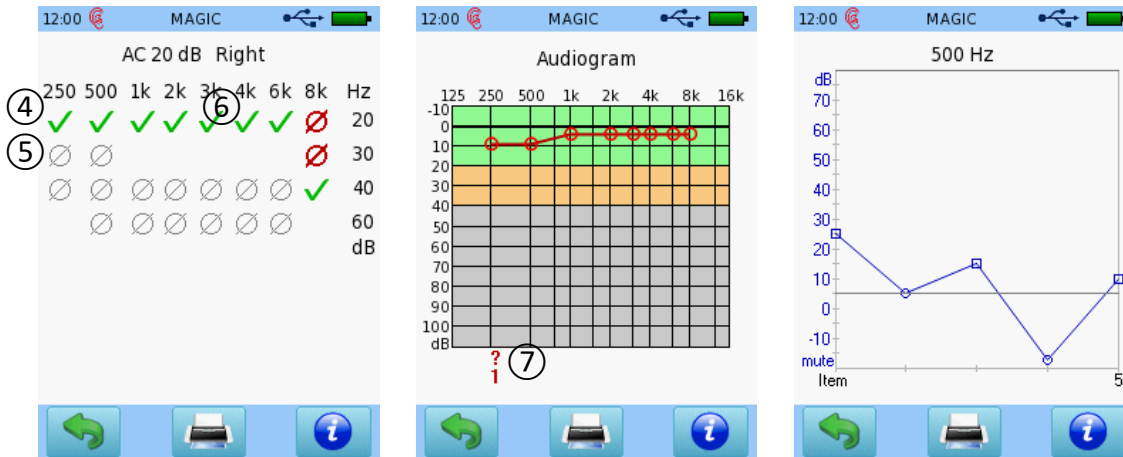 12:00 MAGIC
AC 20 dB Right
250 500 1k 2k 3k 4k 6k 8k Hz
④ ⑥ 20
⑤ 30
40
60
dB
12:00 MAGIC
Audiogram
125 250 500 1k 2k 4k 8k 16k
-10
0
10
20
30
40
50
60
70
80
90
100
dB
?
1
⑦
12:00 MAGIC
500 Hz
dB
70
60
50
40
30
20
10
0
-10
mute
Item 5
i
i
i